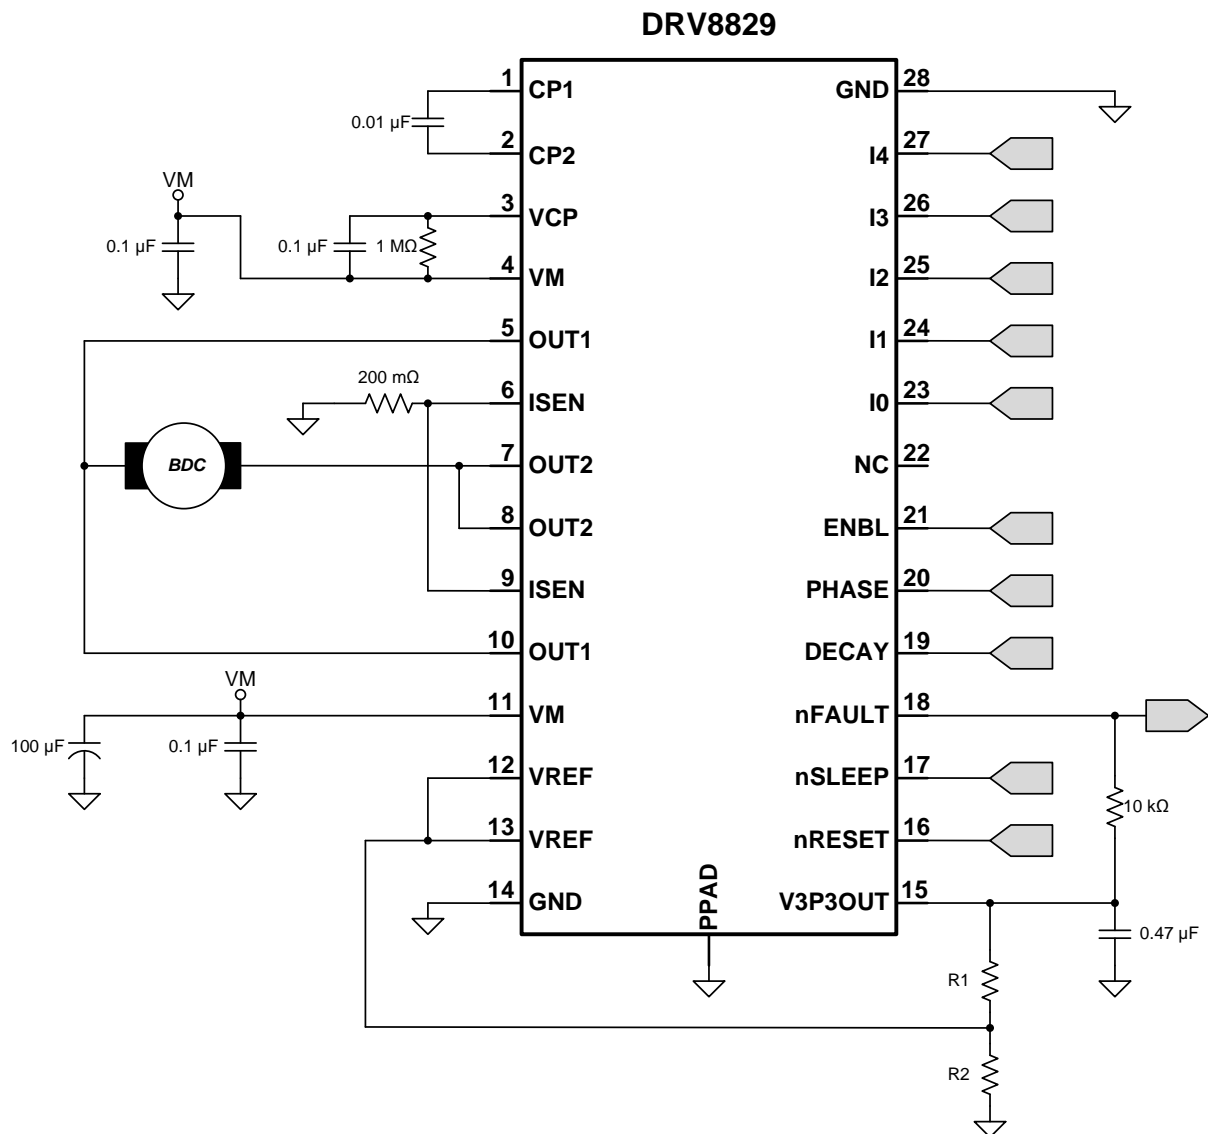 DRV8829
1 CP1
GND 28
0.01 µF
2 CP2
I4 27
VM
3 VCP
I3 26
0.1 µF
0.1 µF
1 MΩ
4 VM
I2 25
5 OUT1
I1 24
200 mΩ
6 ISEN
I0 23
BDC
7 OUT2
NC 22
8 OUT2
ENBL 21
9 ISEN
PHASE 20
10 OUT1
DECAY 19
VM
11 VM
nFAULT 18
100 µF
0.1 µF
12 VREF
nSLEEP 17
10 kΩ
13 VREF
nRESET 16
14 GND
PPAD
V3P3OUT 15
0.47 µF
R1
R2